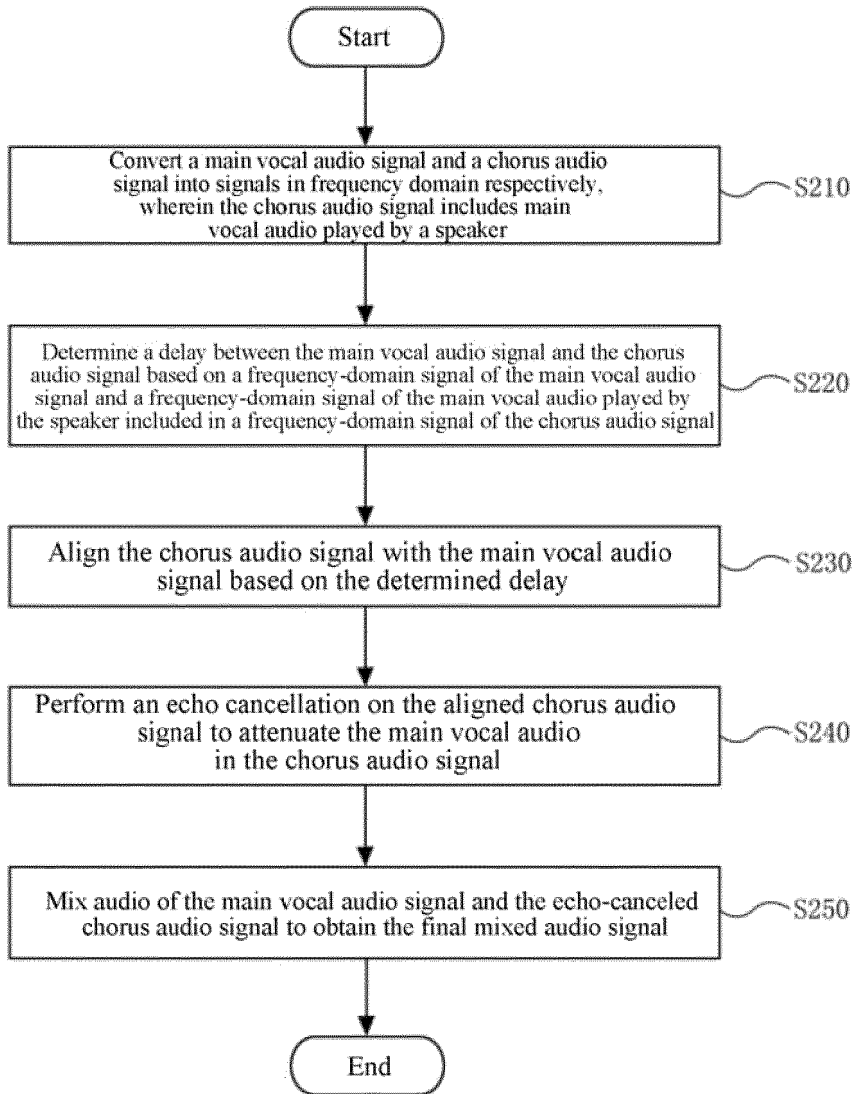 Start
Convert a main vocal audio signal and a chorus audio
signal into signals in frequency domain respectively,
wherein the chorus audio signal includes main
vocal audio played by a speaker
S210
Determine a delay between the main vocal audio signal and the chorus
audio signal based on a frequency-domain signal of the main vocal audio
signal and a frequency-domain signal of the main vocal audio played by
the speaker included in a frequency-domain signal of the chorus audio signal
S220
Align the chorus audio signal with the main vocal audio
signal based on the determined delay
S230
Perform an echo cancellation on the aligned chorus audio
signal to attenuate the main vocal audio
in the chorus audio signal
S240
Mix audio of the main vocal audio signal and the echo-canceled
chorus audio signal to obtain the final mixed audio signal
S250
End